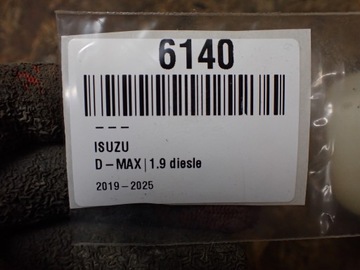 6140
– – –
ISUZU
D – MAX | 1.9 diesle
2019 – 2025